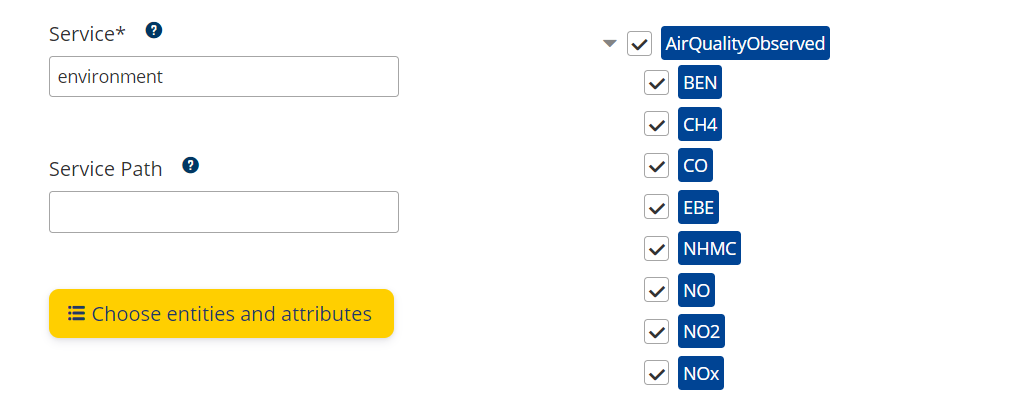 Service*
environment
Service Path
Choose entities and attributes
AirQualityObserved
BEN
CH4
CO
EBE
NHMC
NO
NO2
NOx